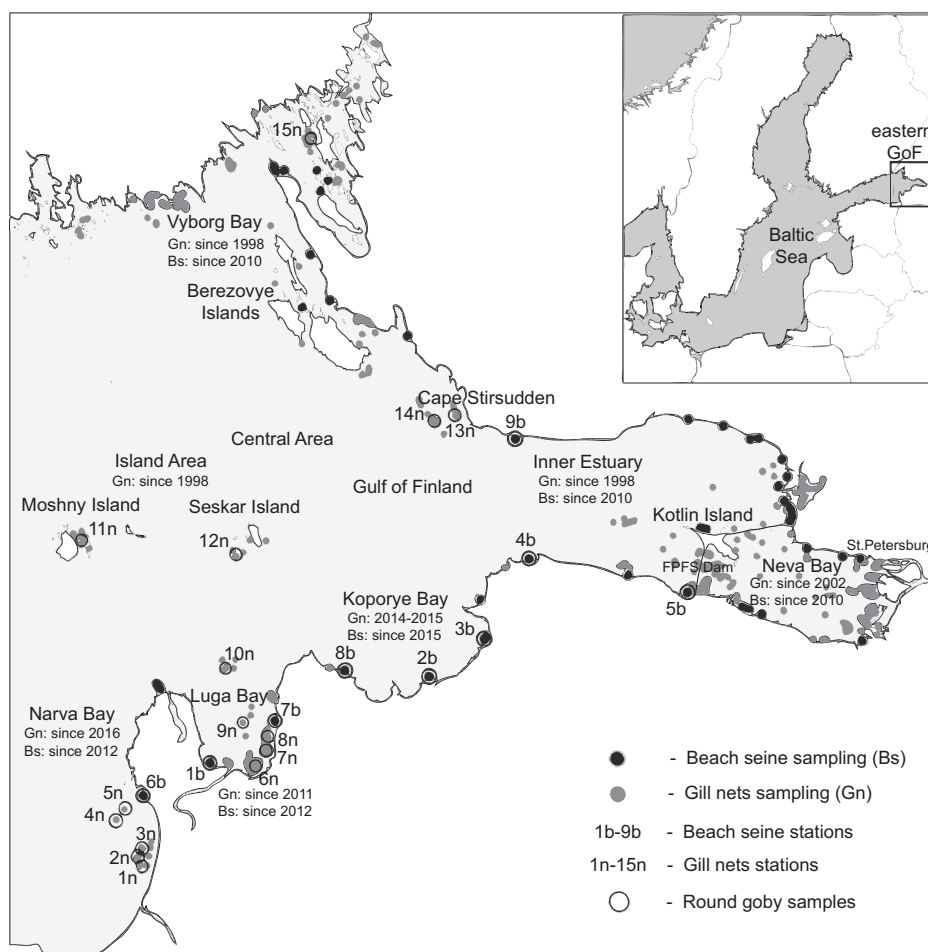 15n
eastern
GoF
Vyborg Bay
Gn: since 1998
Bs: since 2010
Baltic
Sea
Berezovye
Islands
Cape Stirsudden
14n
13n
9b
Central Area
Island Area
Gn: since 1998
Inner Estuary
Gn: since 1998
Bs: since 2010
Gulf of Finland
Moshny Island
11n
Seskar Island
12n
Kotlin Island
4b
St.Petersburg
FPFS Dam
Neva Bay
Gn: since 2002
Bs: since 2010
5b
Koporye Bay
Gn: 2014-2015
Bs: since 2015
3b
10n
8b
2b
Luga Bay
7b
Narva Bay
Gn: since 2016
Bs: since 2012
9n
8n
7n
1b
6n
Gn: since 2011
Bs: since 2012
6b
5n
4n
3n
2n
1n
- Beach seine sampling (Bs)
- Gill nets sampling (Gn)
1b-9b - Beach seine stations
1n-15n - Gill nets stations
- Round goby samples